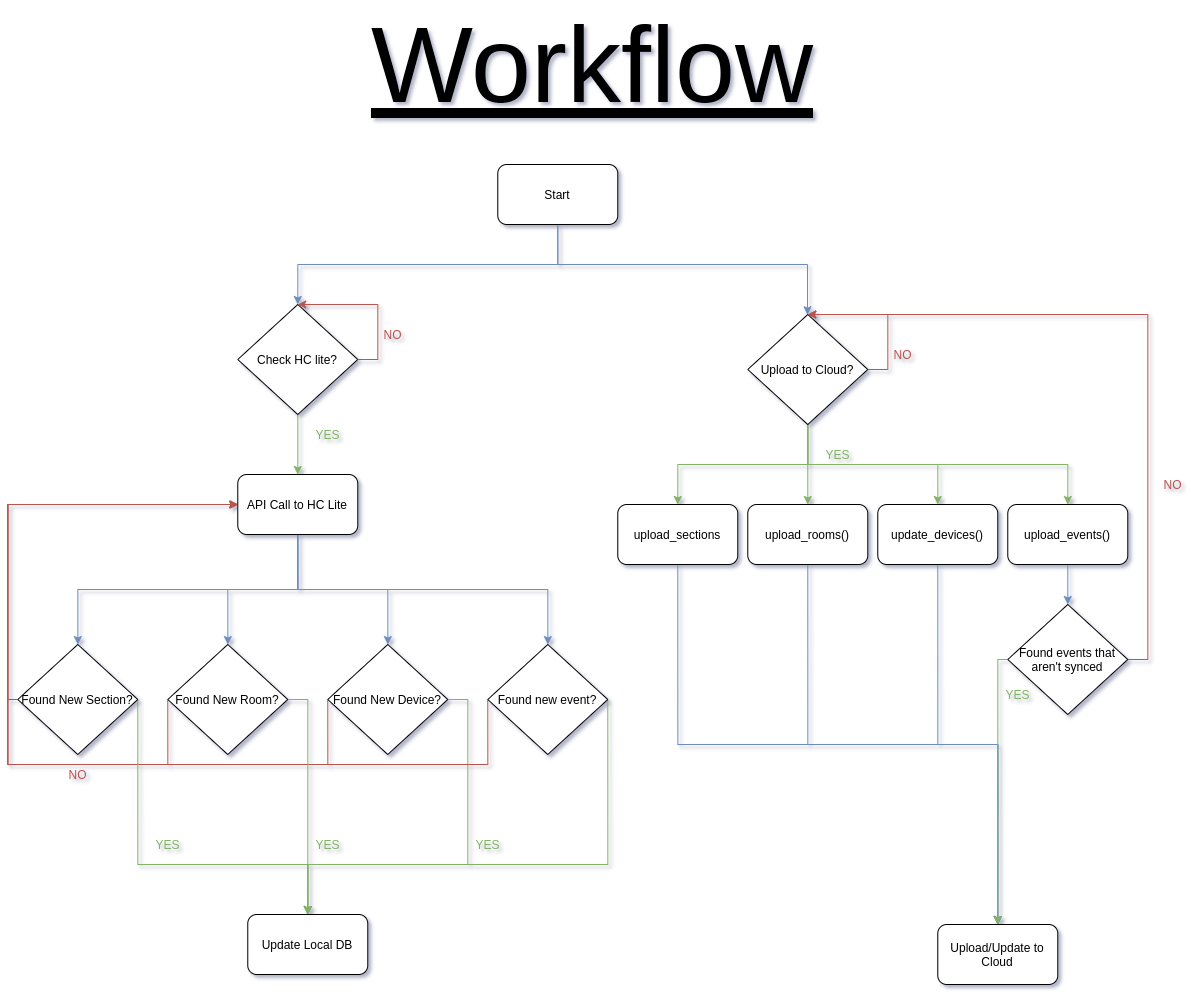 Workflow
Start
Check HC lite?
NO
Upload to Cloud?
NO
YES
YES
API Call to HC Lite
NO
upload_sections
upload_rooms()
update_devices()
upload_events()
Found New Section?
Found New Room?
Found New Device?
Found new event?
Found events that
aren't synced
YES
NO
YES
YES
YES
Update Local DB
Upload/Update to
Cloud